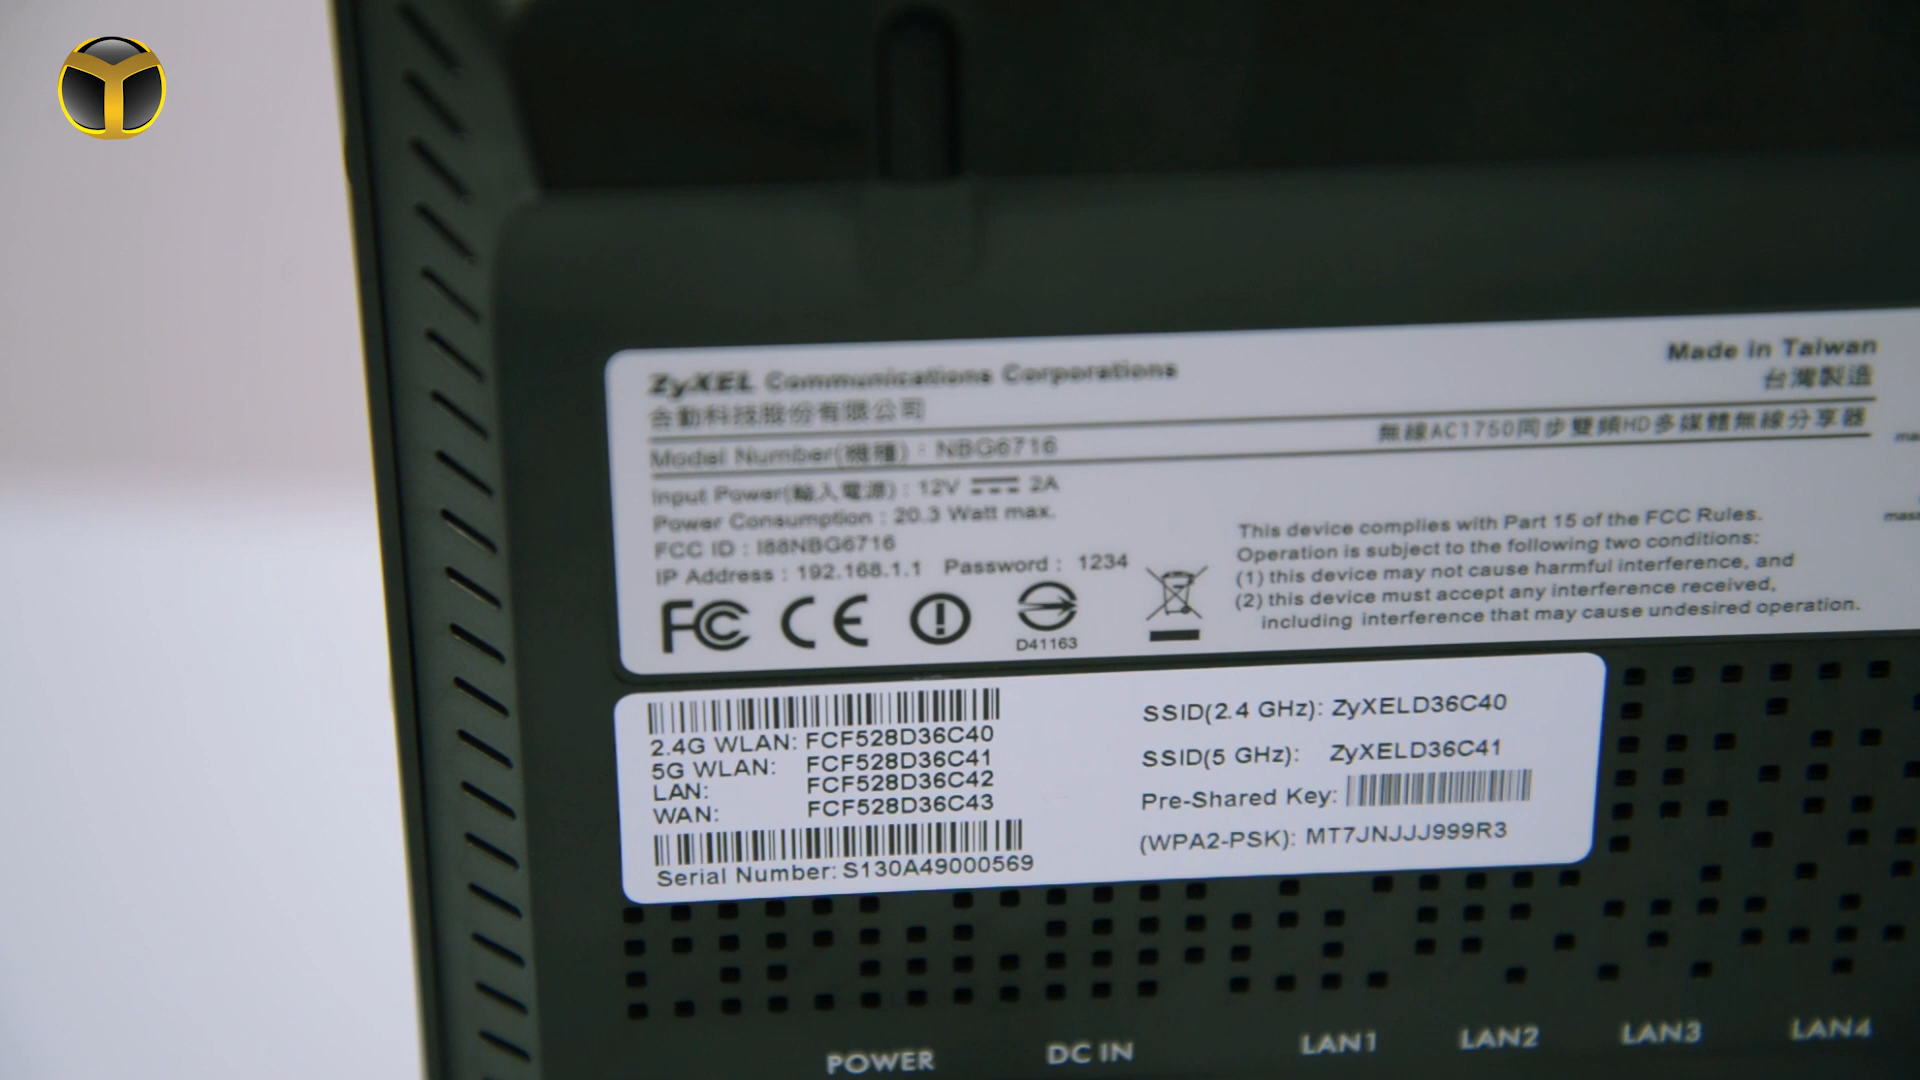 ZyXEL Communications Corporations
Made in Taiwan
合勤科技股份有限公司
台灣製造
Model Number(機種) : NBG6716
無線AC1750同步雙頻HD多媒體無線分享器
Input Power(輸入電源) : 12V 2A
Power Consumption : 20.3 Watt max.
FCC ID : I88NBG6716
IP Address : 192.168.1.1 Password : 1234
FC CE
D41163
This device complies with Part 15 of the FCC Rules.
Operation is subject to the following two conditions:
(1) this device may not cause harmful interference, and
(2) this device must accept any interference received,
including interference that may cause undesired operation.
2.4G WLAN: FCF528D36C40
5G WLAN: FCF528D36C41
LAN: FCF528D36C42
WAN: FCF528D36C43
Serial Number: S130A49000569
SSID(2.4 GHz): ZyXELD36C40
SSID(5 GHz): ZyXELD36C41
Pre-Shared Key:
(WPA2-PSK): MT7JNJJJ999R3
POWER
DC IN
LAN1
LAN2
LAN3
LAN4